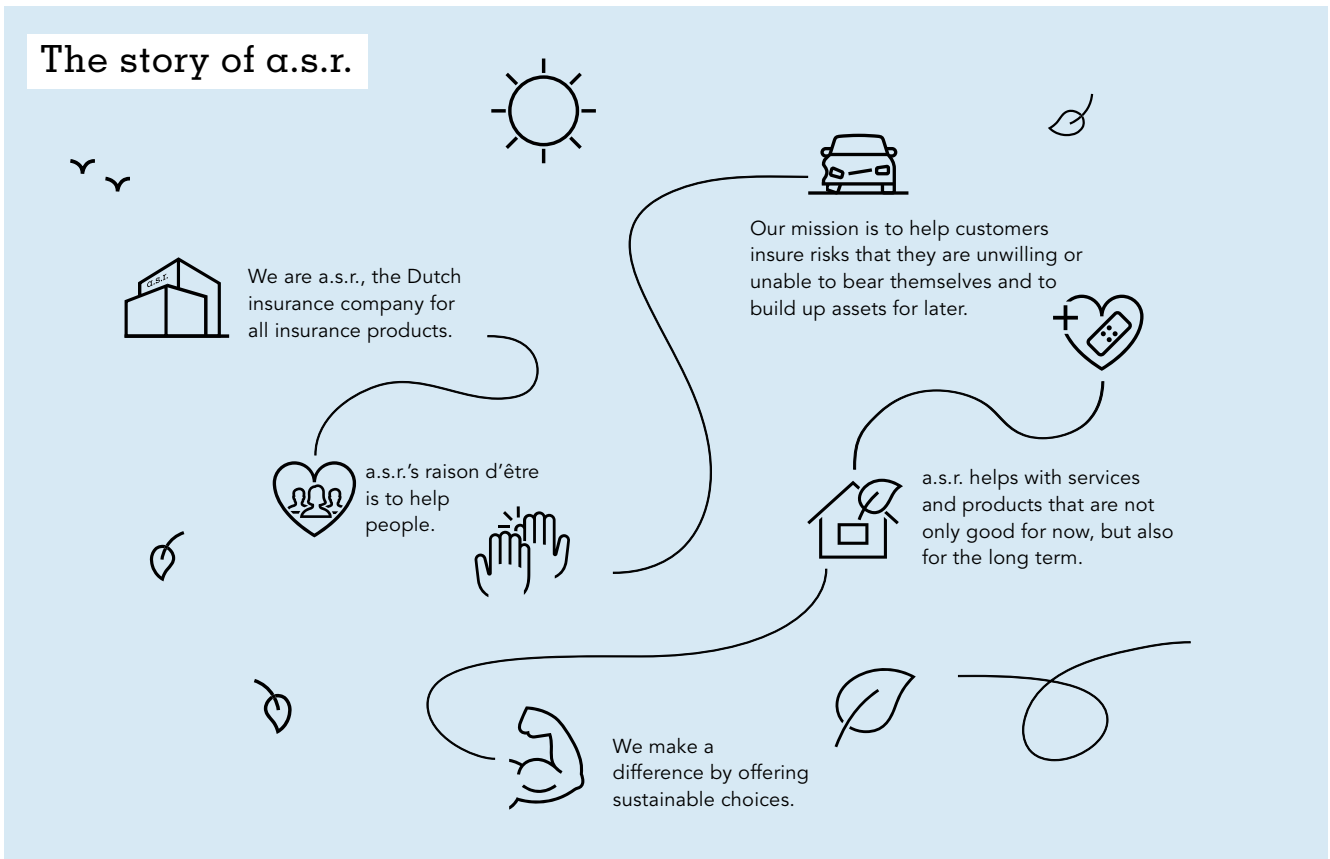 The story of a.s.r.
a.s.r.
We are a.s.r., the Dutch
insurance company for
all insurance products.
a.s.r.'s raison d'être
is to help
people.
Our mission is to help customers
insure risks that they are unwilling or
unable to bear themselves and to
build up assets for later.
a.s.r. helps with services
and products that are not
only good for now, but also
for the long term.
We make a
difference by offering
sustainable choices.